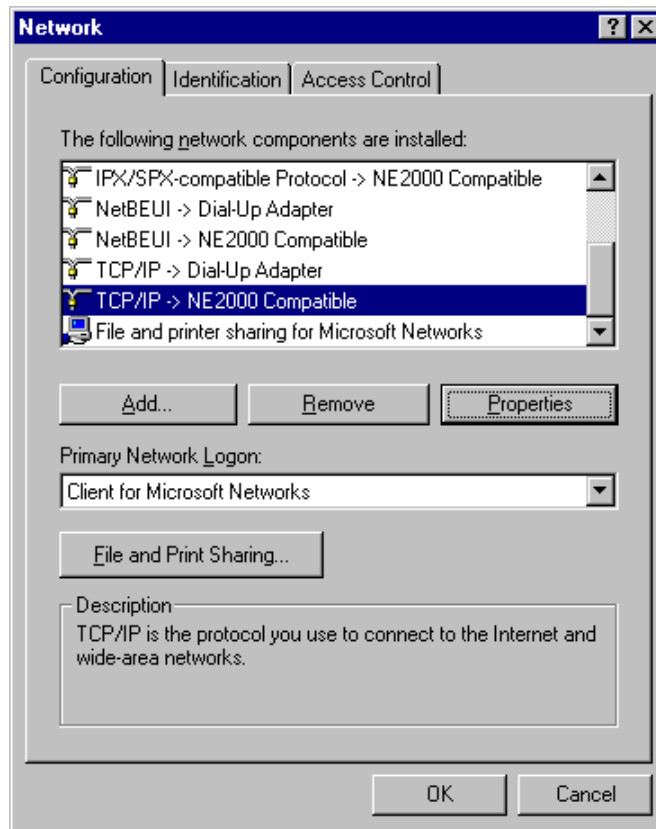 Network
Configuration Identification Access Control
The following network components are installed:
IPX/SPX-compatible Protocol -> NE2000 Compatible
NetBEUI -> Dial-Up Adapter
NetBEUI -> NE2000 Compatible
TCP/IP -> Dial-Up Adapter
TCP/IP -> NE2000 Compatible
File and printer sharing for Microsoft Networks
Add... Remove Properties
Primary Network Logon:
Client for Microsoft Networks
File and Print Sharing...
Description
TCP/IP is the protocol you use to connect to the Internet and
wide-area networks.
OK Cancel